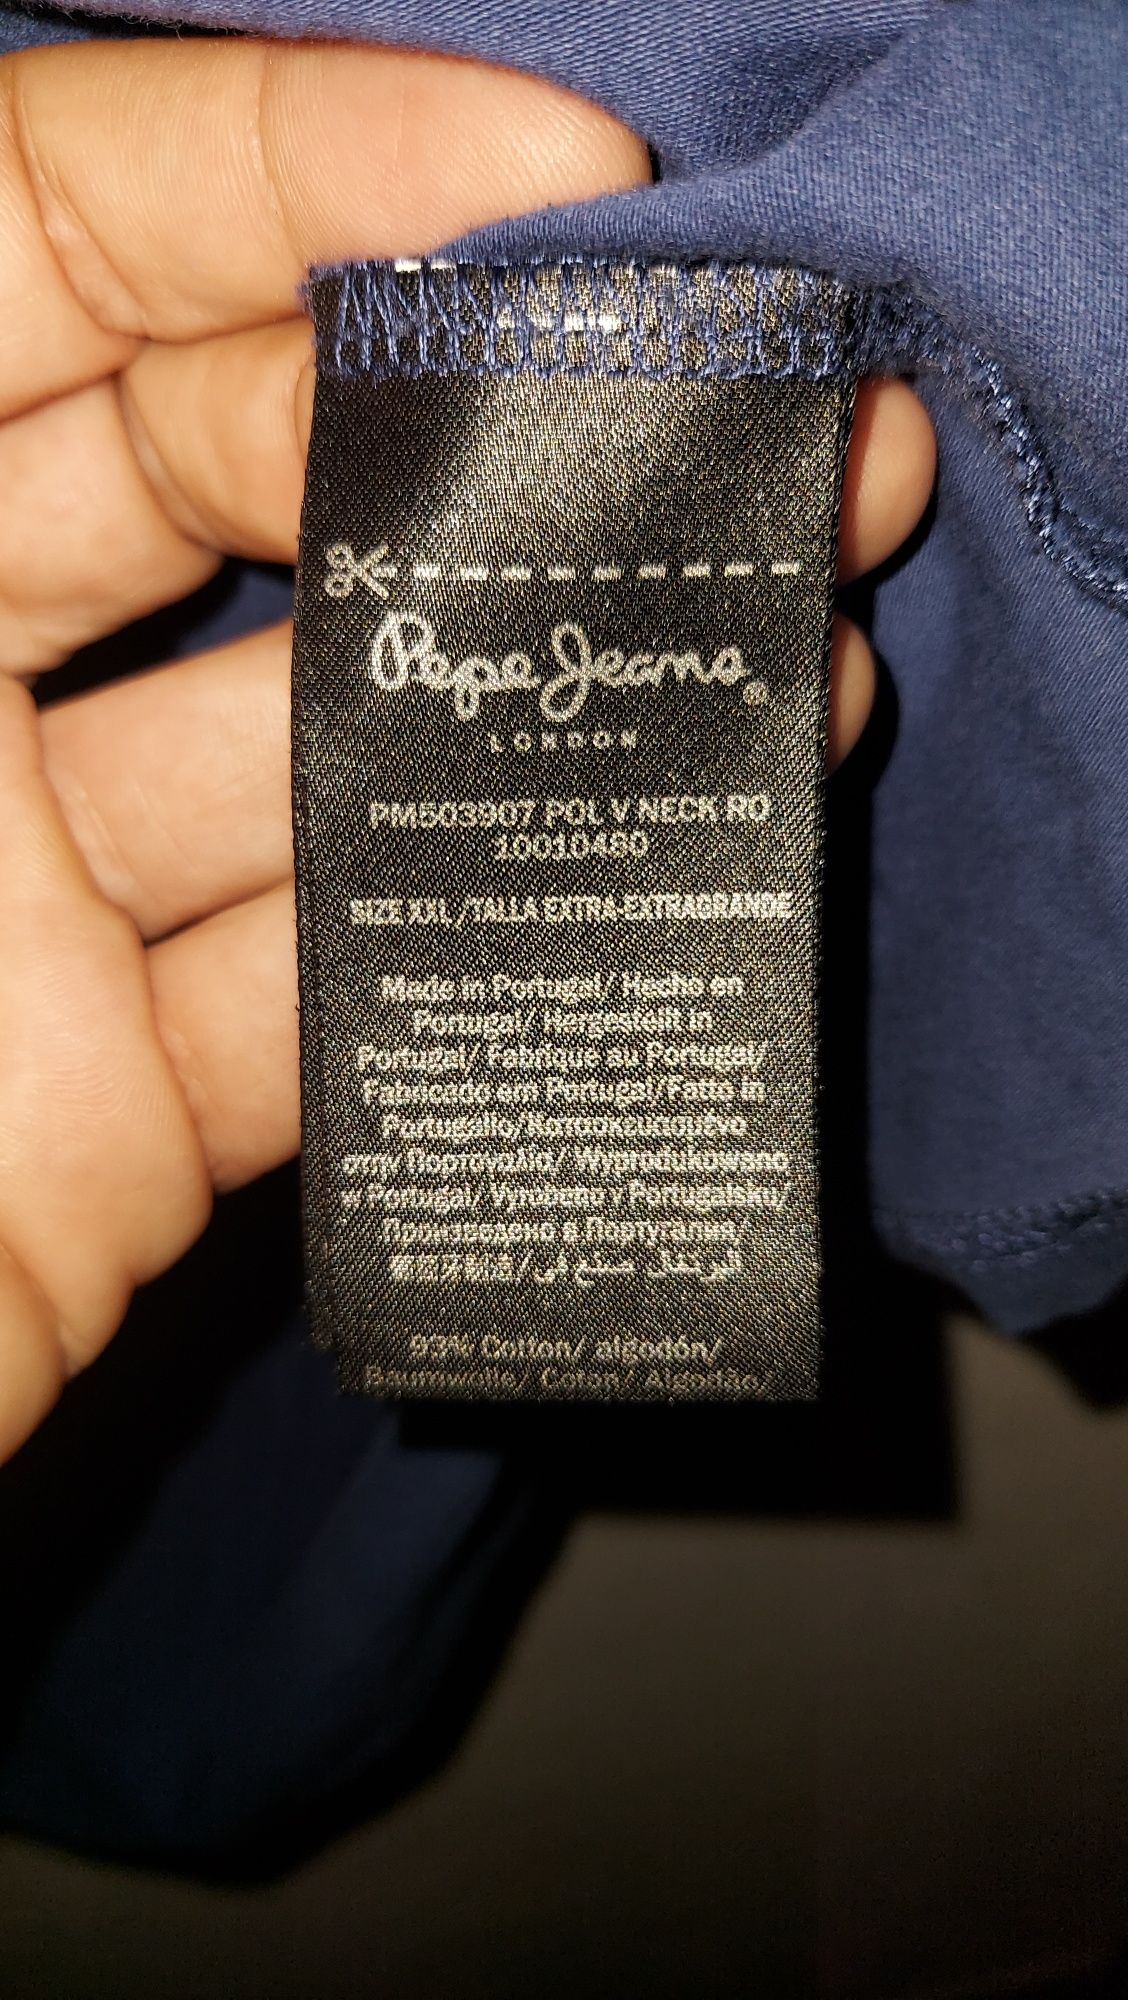 Pepe Jeans®
LONDON
PM503907 POL V NECK RO
10010480
SIZE XXL/TALLA EXTRA-EXTRAGRANDE
Made in Portugal/ Hecho en
Portugal/ Hergestellt in
Portugal/ Fabriqué au Portugal/
Fabricado em Portugal/Fatto in
Portugallo/Κατασκευασμένο
στην Πορτογαλία/ Wyprodukowano
w Portugal/ Vyrobeno v Portugalsku/
Произведено в Португалии/
93% Cotton/ algodón/
Baumwolle/ Coton/ Algodão/